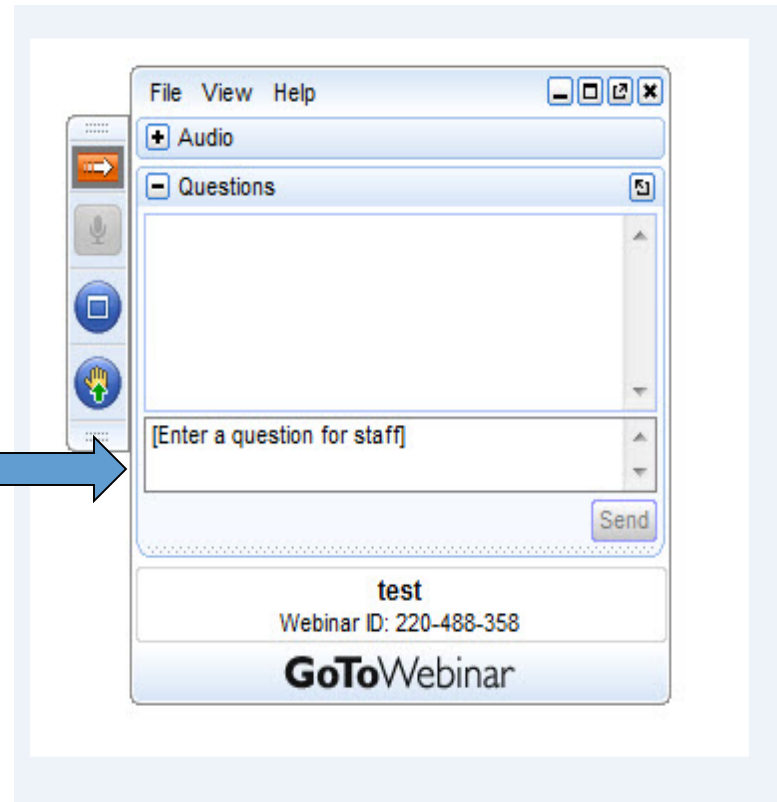 File View Help
Audio
Questions
[Enter a question for staff]
Send
test
Webinar ID: 220-488-358
GoToWebinar